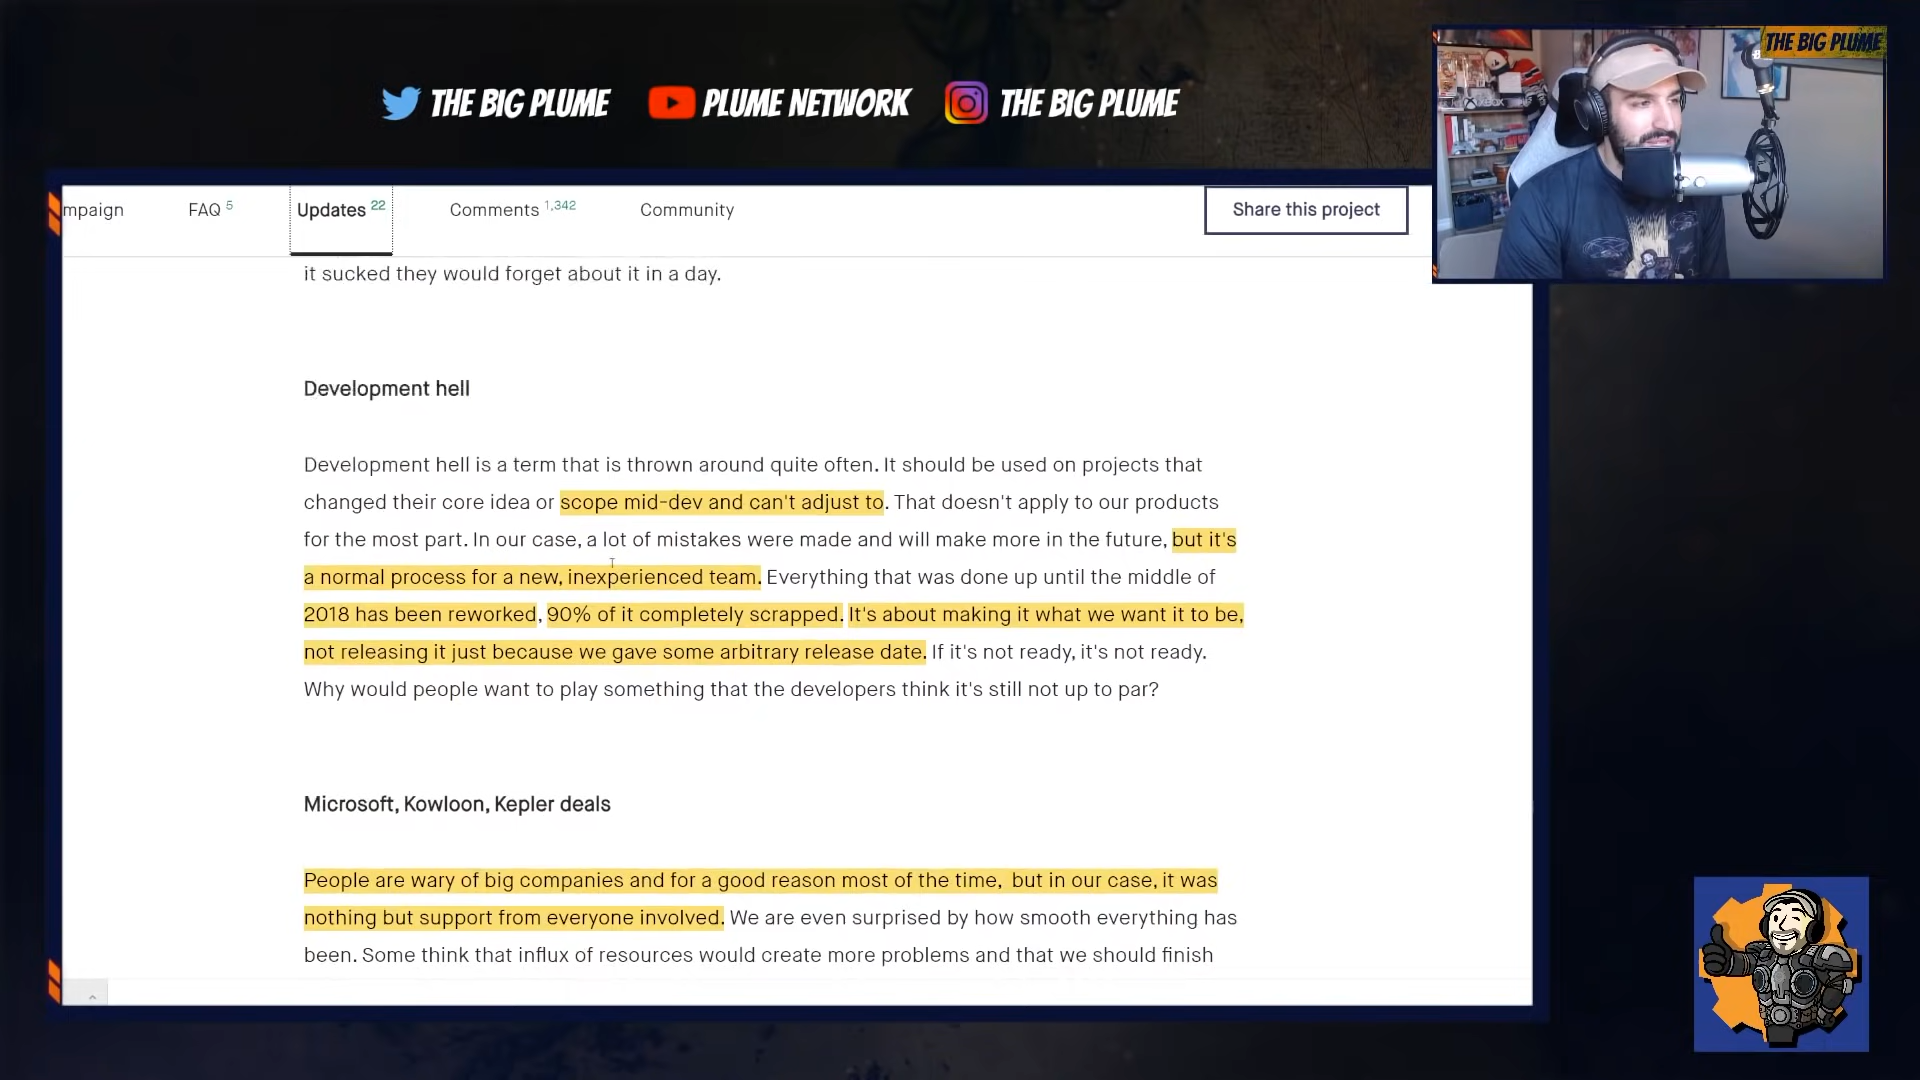 THE BIG PLUME
THE BIG PLUME PLUME NETWORK THE BIG PLUME
mpaign FAQ 5 Updates 22 Comments 1,342 Community Share this project
it sucked they would forget about it in a day.
Development hell
Development hell is a term that is thrown around quite often. It should be used on projects that
changed their core idea or scope mid-dev and can't adjust to. That doesn't apply to our products
for the most part. In our case, a lot of mistakes were made and will make more in the future, but it's
a normal process for a new, inexperienced team. Everything that was done up until the middle of
2018 has been reworked, 90% of it completely scrapped. It's about making it what we want it to be,
not releasing it just because we gave some arbitrary release date. If it's not ready, it's not ready.
Why would people want to play something that the developers think it's still not up to par?
Microsoft, Kowloon, Kepler deals
People are wary of big companies and for a good reason most of the time, but in our case, it was
nothing but support from everyone involved. We are even surprised by how smooth everything has
been. Some think that influx of resources would create more problems and that we should finish